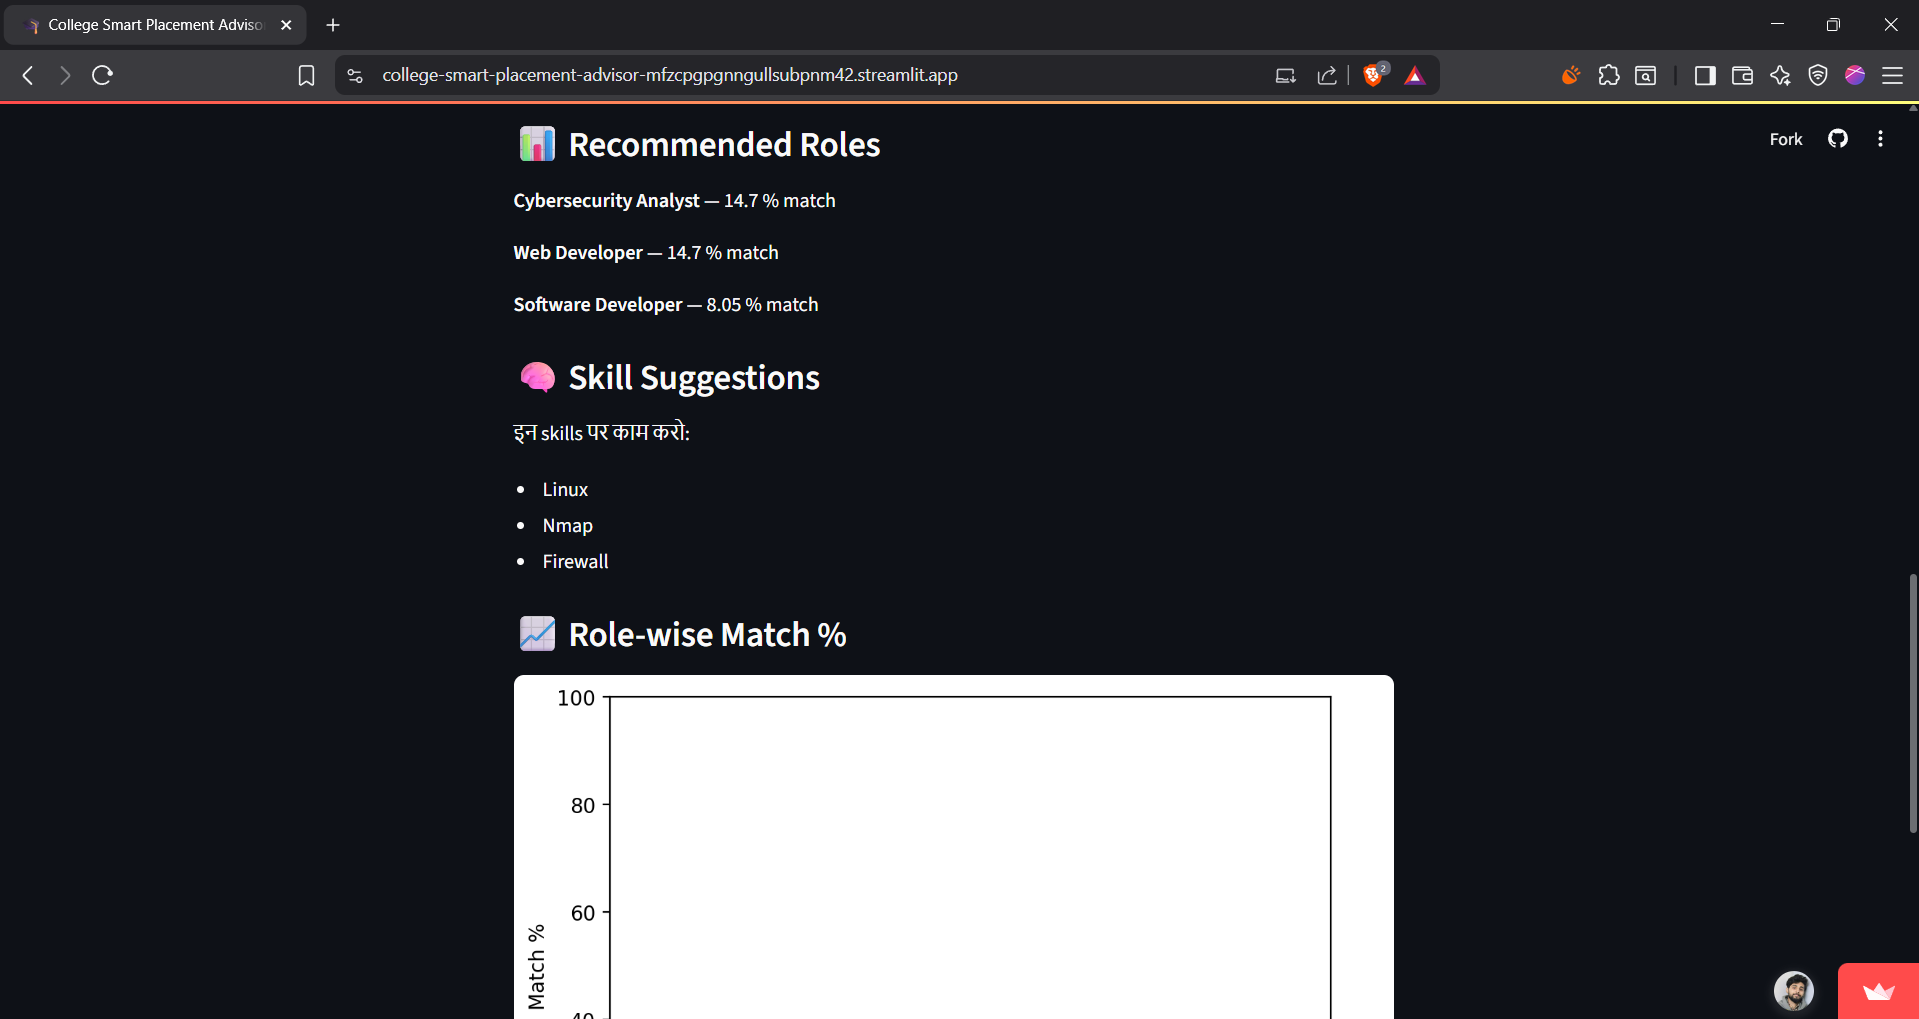 College Smart Placement Adviso
college-smart-placement-advisor-mfzcpgpgnngullsubpnm42.streamlit.app
2
Fork
Recommended Roles
Cybersecurity Analyst — 14.7 % match
Web Developer — 14.7 % match
Software Developer — 8.05 % match
Skill Suggestions
इन skills पर काम करो:
• Linux
• Nmap
• Firewall
Role-wise Match %
100
80
60
40
Match %